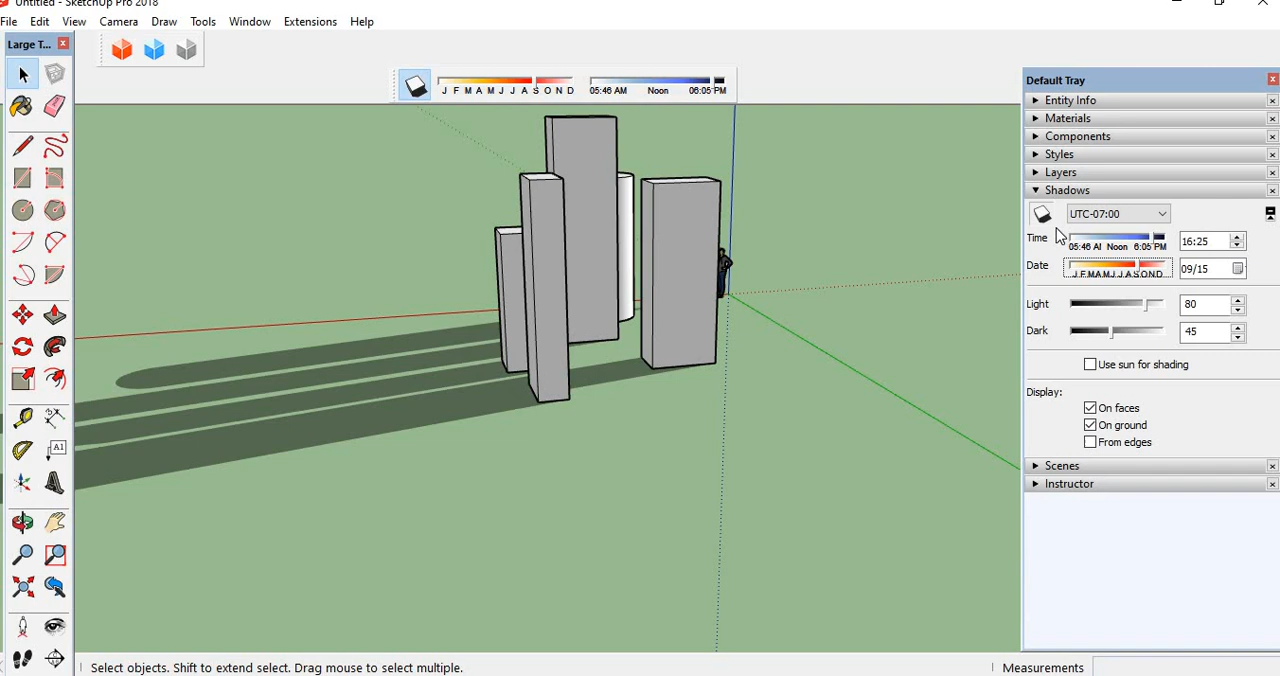 Untitled - SketchUp Pro 2018
File Edit View Camera Draw Tools Window Extensions Help
Large T...
J F M A M J J A S O N D 05:46 AM Noon 06:05 PM
Default Tray
Entity Info
Materials
Components
Styles
Layers
Shadows
UTC-07:00
Time 05:46 AI Noon 6:05 PM 16:25
Date J F M A M J J A S O N D 09/15
Light 80
Dark 45
Use sun for shading
Display:
On faces
On ground
From edges
Scenes
Instructor
A1
Select objects. Shift to extend select. Drag mouse to select multiple. Measurements